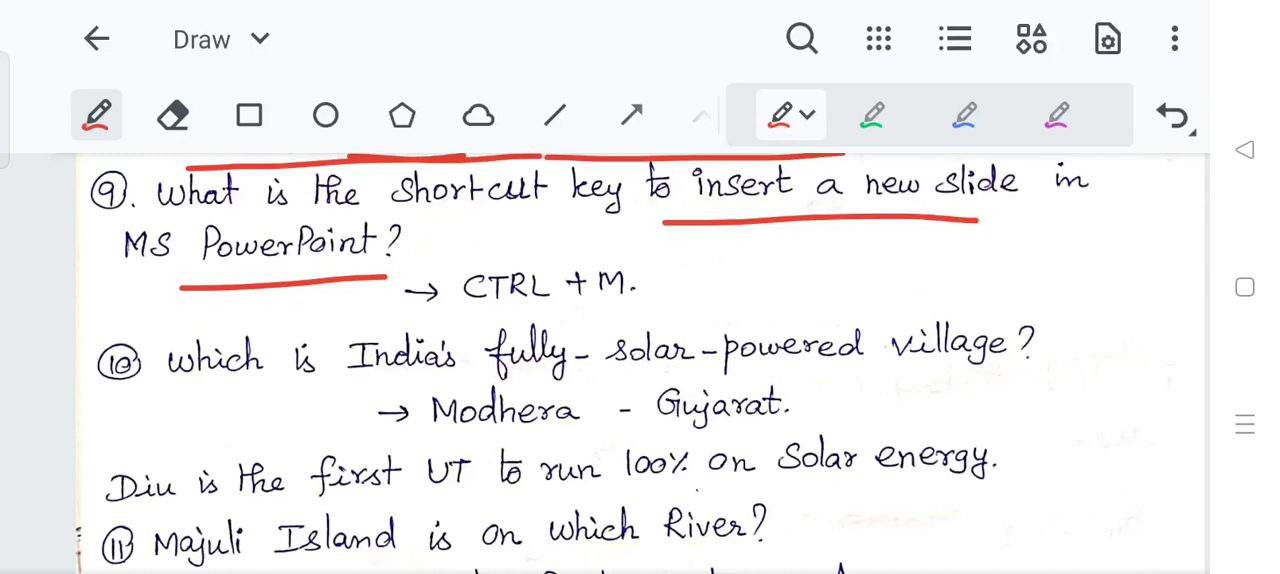 Draw
9. What is the shortcut key to insert a new slide in
MS PowerPoint?
→ CTRL + M.
10 which is India's fully-solar-powered village?
→ Modhera - Gujarat.
Diu is the first UT to run 100% on Solar energy.
11 Majuli Island is on which River?